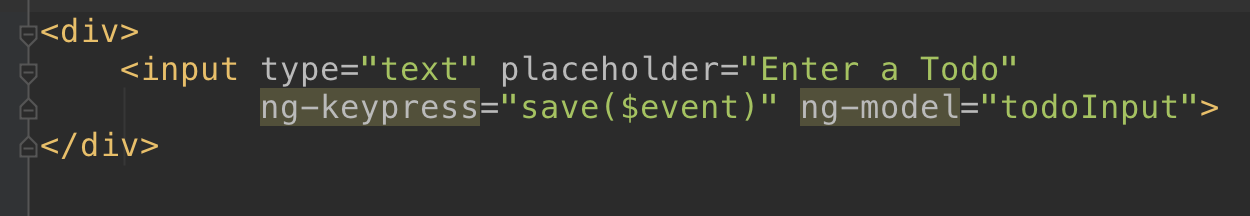 <div>
    <input type="text" placeholder="Enter a Todo"
           ng-keypress="save($event)" ng-model="todoInput">
</div>